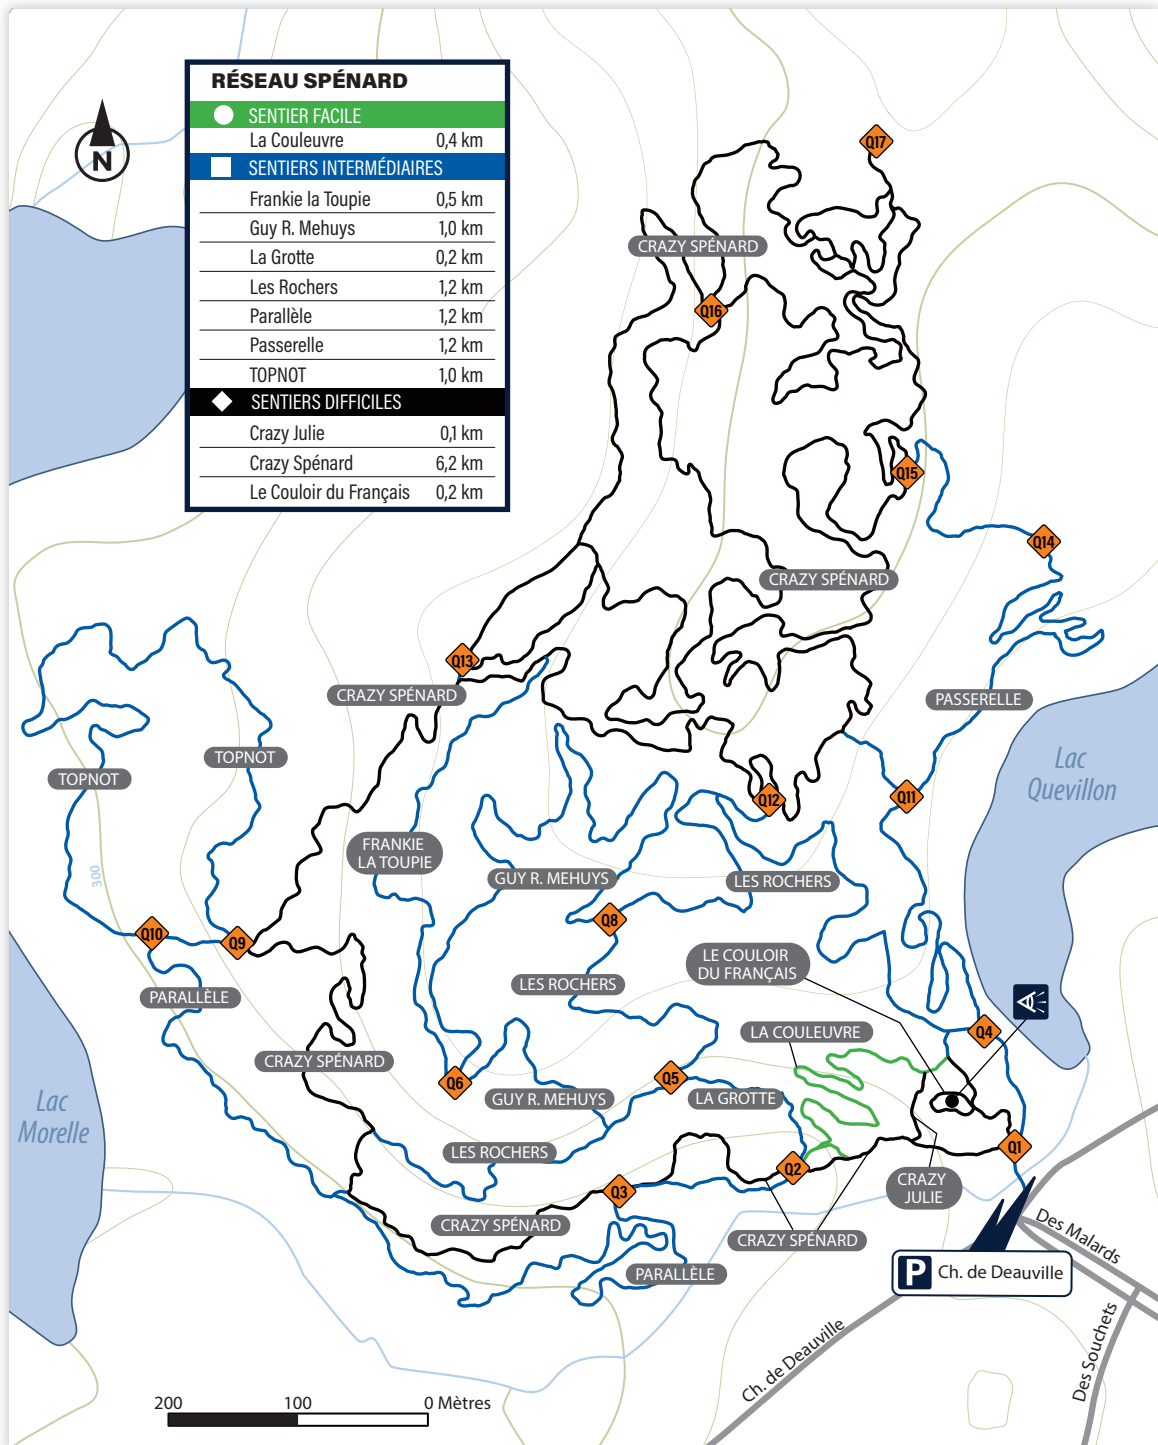 RÉSEAU SPÉNARD
SENTIER FACILE
La Couleuvre 0,4 km
SENTIERS INTERMÉDIAIRES
Frankie la Toupie 0,5 km
Guy R. Mehuys 1,0 km
La Grotte 0,2 km
Les Rochers 1,2 km
Parallèle 1,2 km
Passerelle 1,2 km
TOPNOT 1,0 km
SENTIERS DIFFICILES
Crazy Julie 0,1 km
Crazy Spénard 6,2 km
Le Couloir du Français 0,2 km
N
Q17
CRAZY SPÉNARD
Q16
Q15
Q14
CRAZY SPÉNARD
Q13
CRAZY SPÉNARD
PASSERELLE
TOPNOT
TOPNOT
Lac
Quevillon
Q12
Q11
FRANKIE
LA TOUPIE
300
GUY R. MEHUYS
LES ROCHERS
Q8
Q10
Q9
LE COULOIR
DU FRANÇAIS
LES ROCHERS
PARALLÈLE
Q4
LA COULEUVRE
CRAZY SPÉNARD
Q6
Q5
GUY R. MEHUYS
LA GROTTE
Lac
Morelle
LES ROCHERS
Q1
Q2
Q3
CRAZY
JULIE
CRAZY SPÉNARD
CRAZY SPÉNARD
Des Malards
PARALLÈLE
P Ch. de Deauville
Ch. de Deauville
Des Souchets
200 100 0 Mètres